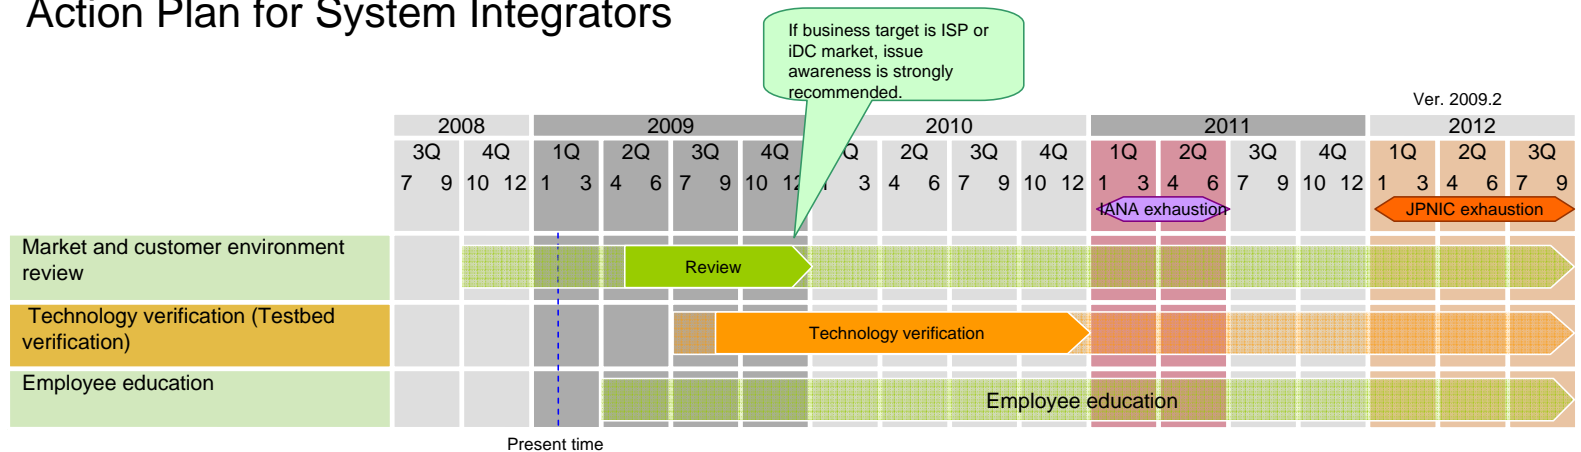 Action Plan for System Integrators
If business target is ISP or
iDC market, issue
awareness is strongly
recommended.
Ver. 2009.2
2008 2009 2010 2011 2012
3Q 4Q 1Q 2Q 3Q 4Q Q 2Q 3Q 4Q 1Q 2Q 3Q 4Q 1Q 2Q 3Q
7 9 10 12 1 3 4 6 7 9 10 12 1 3 4 6 7 9 10 12 1 3 4 6 7 9 10 12 1 3 4 6 7 9
IANA exhaustion JPNIC exhaustion
Market and customer environment
review
Review
Technology verification (Testbed
verification)
Technology verification
Employee education
Employee education
Present time